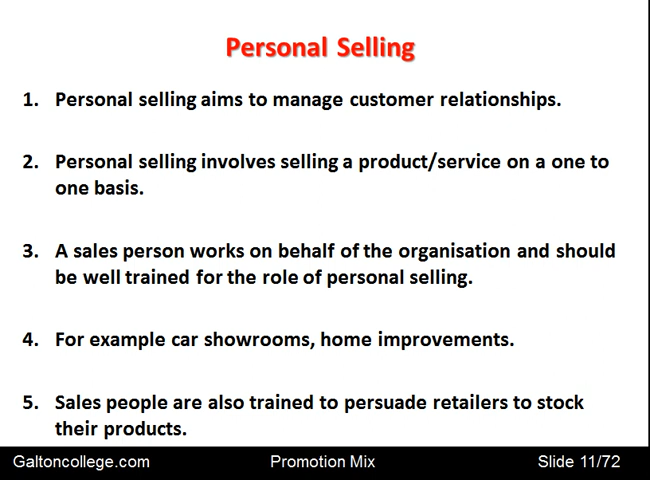 Personal Selling
1. Personal selling aims to manage customer relationships.
2. Personal selling involves selling a product/service on a one to
one basis.
3. A sales person works on behalf of the organisation and should
be well trained for the role of personal selling.
4. For example car showrooms, home improvements.
5. Sales people are also trained to persuade retailers to stock
their products.
Galtoncollege.com Promotion Mix Slide 11/72